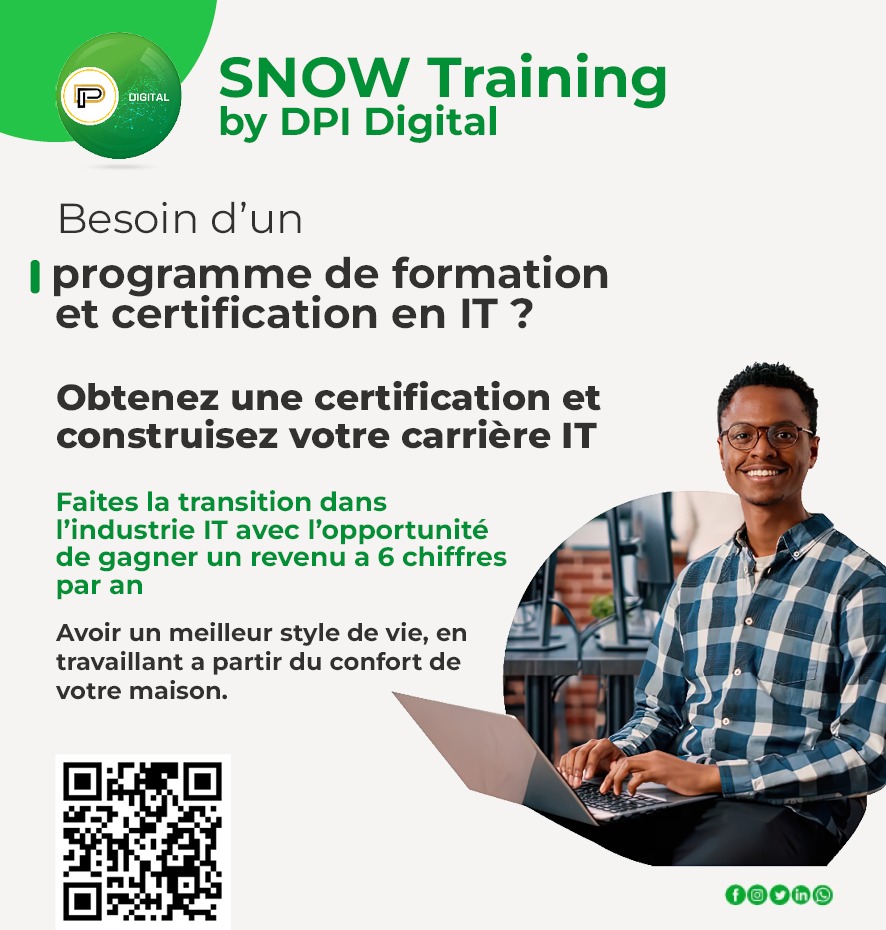 DIGITAL
SNOW Training
by DPI Digital
Besoin d’un
programme de formation
et certification en IT ?
Obtenez une certification et
construisez votre carrière IT
Faites la transition dans
l’industrie IT avec l’opportunité
de gagner un revenu a 6 chiffres
par an
Avoir un meilleur style de vie, en
travaillant a partir du confort de
votre maison.